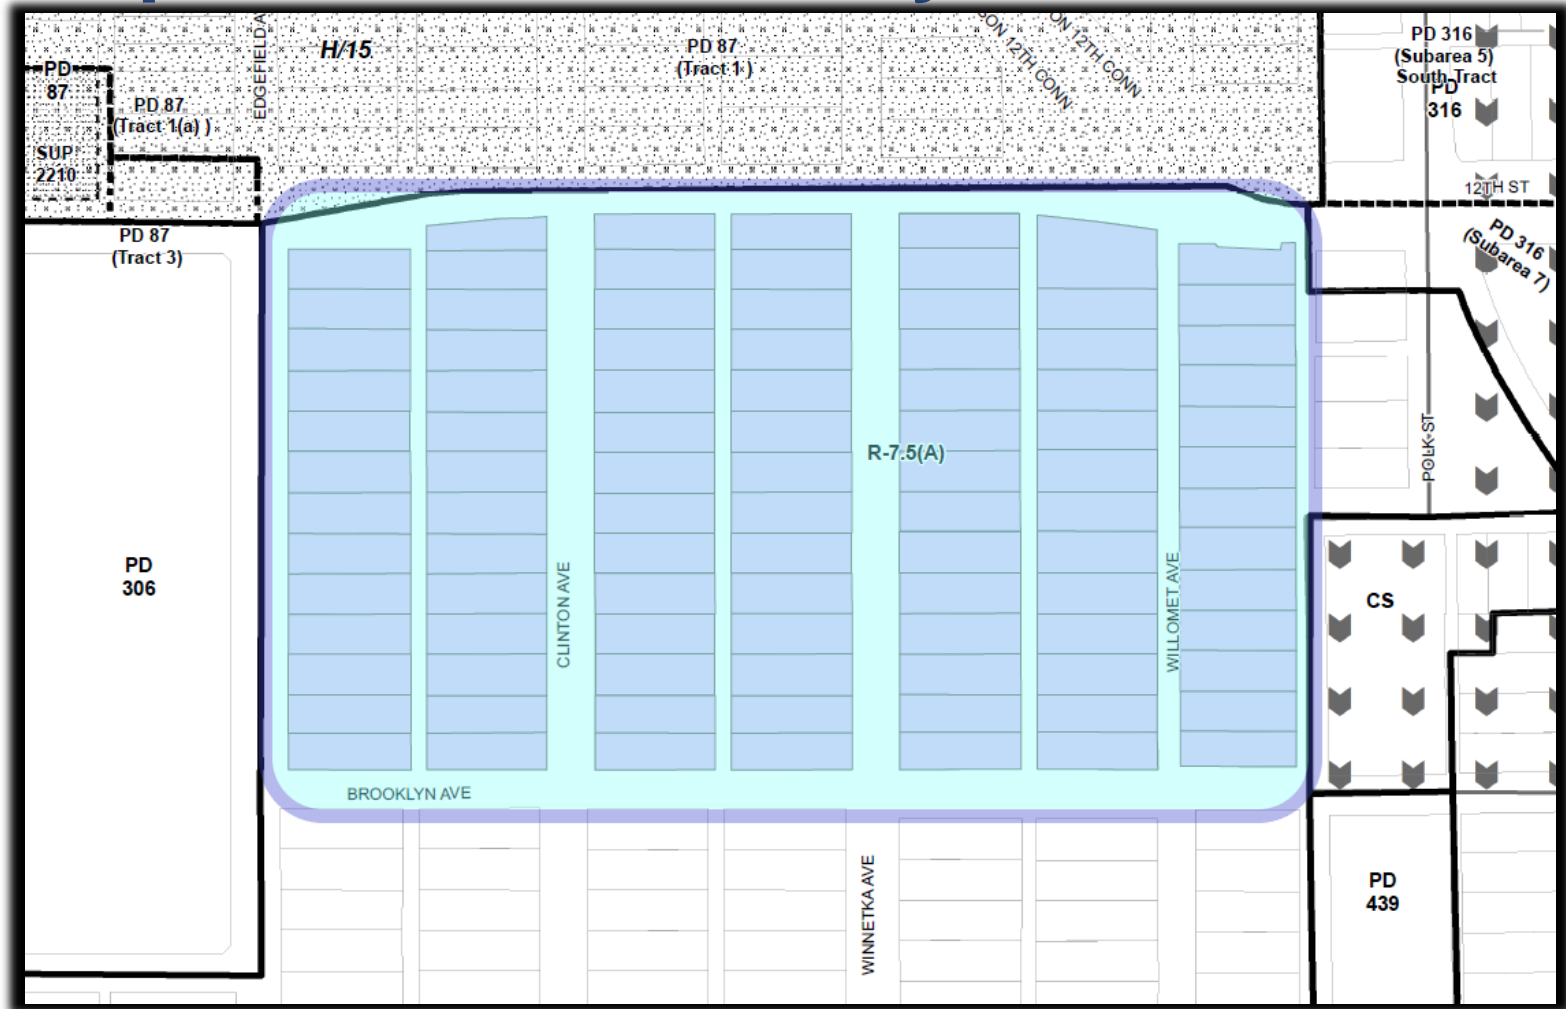 EDGEFIELD A
H/15
PD 87
(Tract 1 )
SON 12TH CONN
ON 12TH CONN
PD 316
(Subarea 5)
South Tract
PD
316
PD
87
PD 87
(Tract 1(a) )
SUP
2210
12TH ST
PD 87
(Tract 3)
PD 316
(Subarea 7)
R-7.5(A)
POLK ST
PD
306
CLINTON AVE
WILLOMET AVE
CS
BROOKLYN AVE
WINNETKA AVE
PD
439